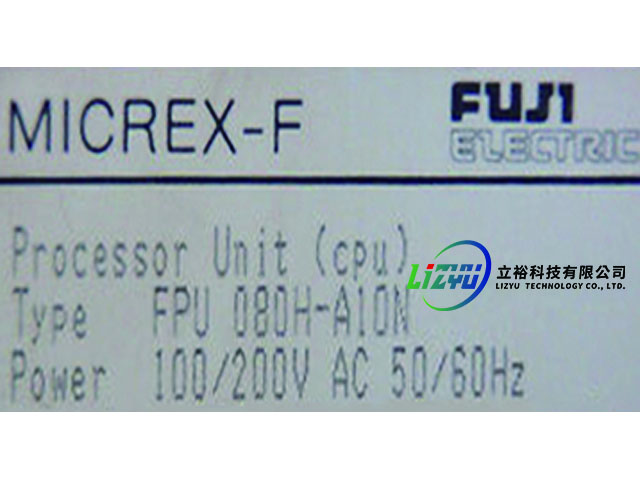 MICREX-F
FUJI
ELECTRIC
Processor Unit (cpu)
Type FPU 080H-A10N
Power 100/200V AC 50/60Hz
LIZYU
立裕科技有限公司
LIZYU TECHNOLOGY CO., LTD.